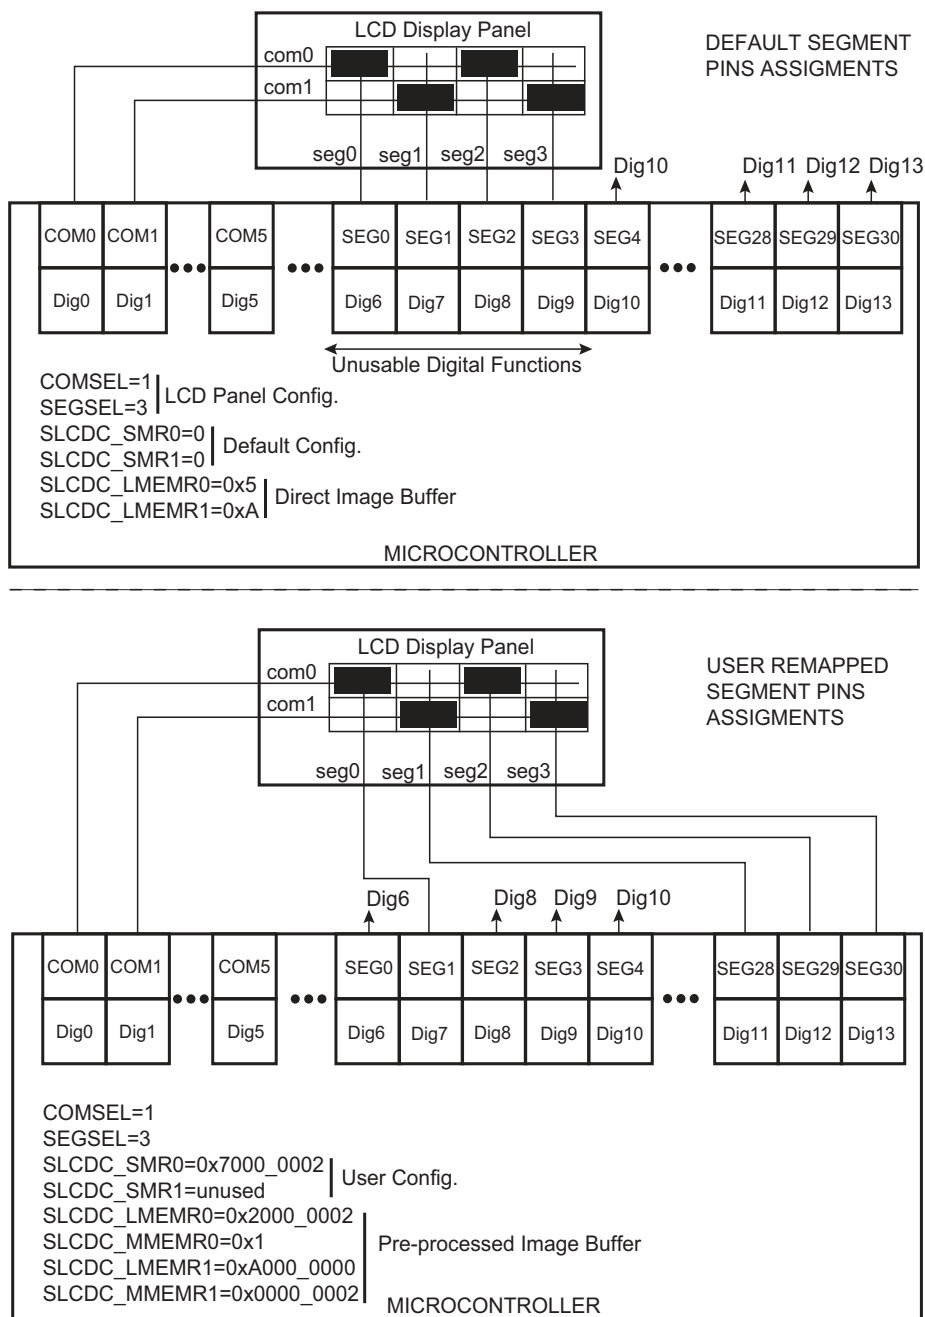 LCD Display Panel
DEFAULT SEGMENT
PINS ASSIGMENTS
com0
com1
seg0 seg1 seg2 seg3
Dig10 Dig11 Dig12 Dig13
COM0 COM1 COM5 SEG0 SEG1 SEG2 SEG3 SEG4 SEG28 SEG29 SEG30
Dig0 Dig1 Dig5 Dig6 Dig7 Dig8 Dig9 Dig10 Dig11 Dig12 Dig13
Unusable Digital Functions
COMSEL=1
SEGSEL=3
LCD Panel Config.
SLCDC_SMR0=0
SLCDC_SMR1=0
Default Config.
SLCDC_LMEMR0=0x5
SLCDC_LMEMR1=0xA
Direct Image Buffer
MICROCONTROLLER
LCD Display Panel
USER REMAPPED
SEGMENT PINS
ASSIGMENTS
com0
com1
seg0 seg1 seg2 seg3
Dig6 Dig8 Dig9 Dig10
COM0 COM1 COM5 SEG0 SEG1 SEG2 SEG3 SEG4 SEG28 SEG29 SEG30
Dig0 Dig1 Dig5 Dig6 Dig7 Dig8 Dig9 Dig10 Dig11 Dig12 Dig13
COMSEL=1
SEGSEL=3
SLCDC_SMR0=0x7000_0002
SLCDC_SMR1=unused
User Config.
SLCDC_LMEMR0=0x2000_0002
SLCDC_MMEMR0=0x1
SLCDC_LMEMR1=0xA000_0000
SLCDC_MMEMR1=0x0000_0002
Pre-processed Image Buffer
MICROCONTROLLER